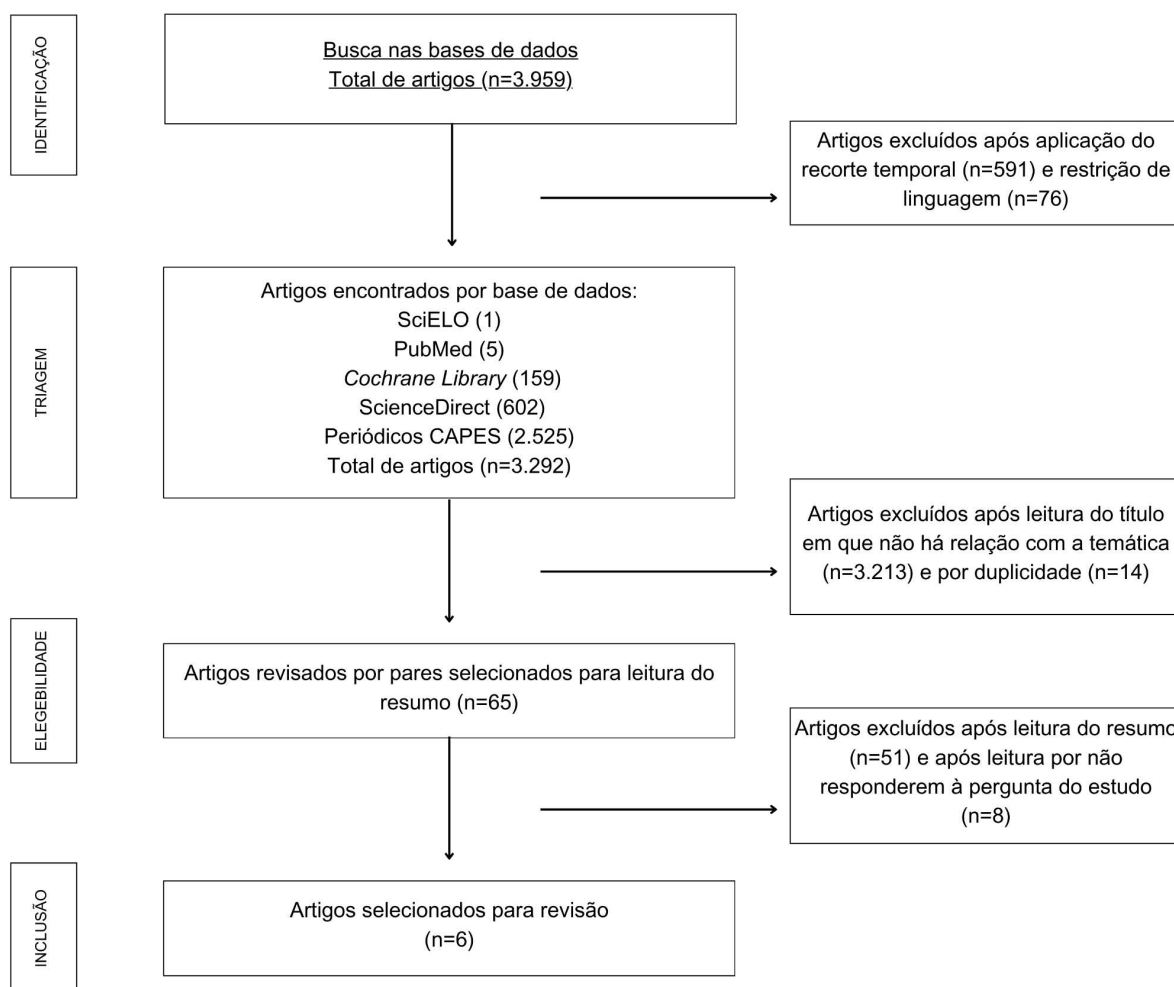 IDENTIFICAÇÃO
Busca nas bases de dados
Total de artigos (n=3.959)
Artigos excluídos após aplicação do
recorte temporal (n=591) e restrição de
linguagem (n=76)
TRIAGEM
Artigos encontrados por base de dados:
SciELO (1)
PubMed (5)
Cochrane Library (159)
ScienceDirect (602)
Periódicos CAPES (2.525)
Total de artigos (n=3.292)
Artigos excluídos após leitura do título
em que não há relação com a temática
(n=3.213) e por duplicidade (n=14)
ELEGEBILIDADE
Artigos revisados por pares selecionados para leitura do
resumo (n=65)
Artigos excluídos após leitura do resumo
(n=51) e após leitura por não
responderem à pergunta do estudo
(n=8)
INCLUSÃO
Artigos selecionados para revisão
(n=6)